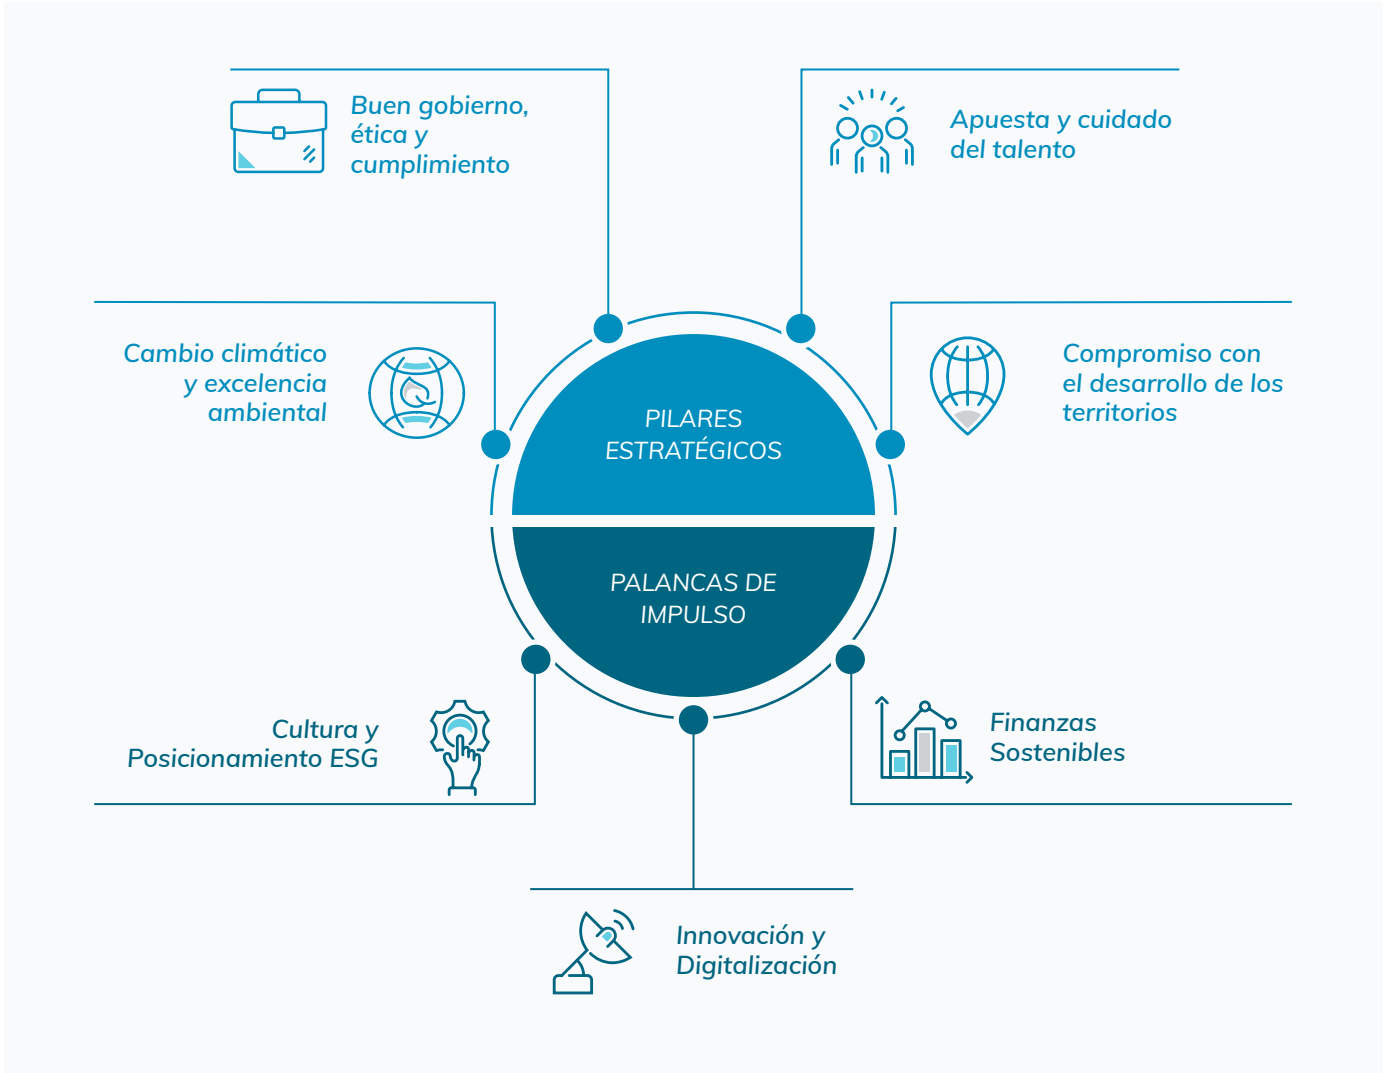 Buen gobierno,
ética y
cumplimiento
Apuesta y cuidado
del talento
Cambio climático
y excelencia
ambiental
Compromiso con
el desarrollo de los
territorios
PILARES
ESTRATÉGICOS
PALANCAS DE
IMPULSO
Cultura y
Posicionamiento ESG
Finanzas
Sostenibles
Innovación y
Digitalización